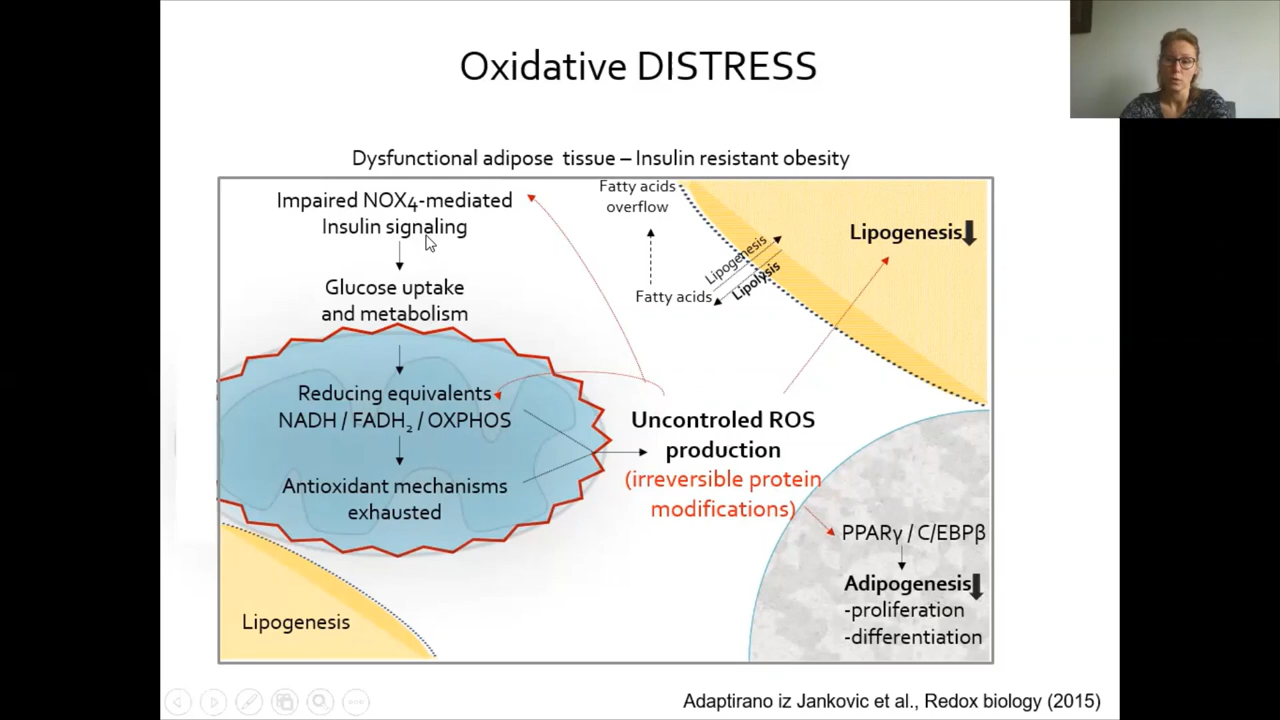 Oxidative DISTRESS
Dysfunctional adipose tissue – Insulin resistant obesity
Impaired NOX4-mediated
Insulin signaling
Glucose uptake
and metabolism
Reducing equivalents
NADH / FADH₂ / OXPHOS
Antioxidant mechanisms
exhausted
Lipogenesis
Fatty acids
overflow
Fatty acids
Lipogenesis
Lipolysis
Lipogenesis
Uncontroled ROS
production
(irreversible protein
modifications)
PPARγ / C/EBPβ
Adipogenesis
-proliferation
-differentiation
Adaptirano iz Jankovic et al., Redox biology (2015)